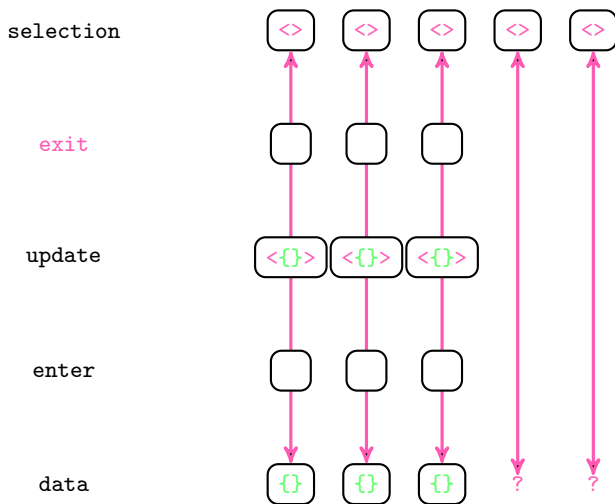 selection <> <> <> <> <>
exit
update <{}> <{}> <{}>
enter
data {} {} {} ? ?